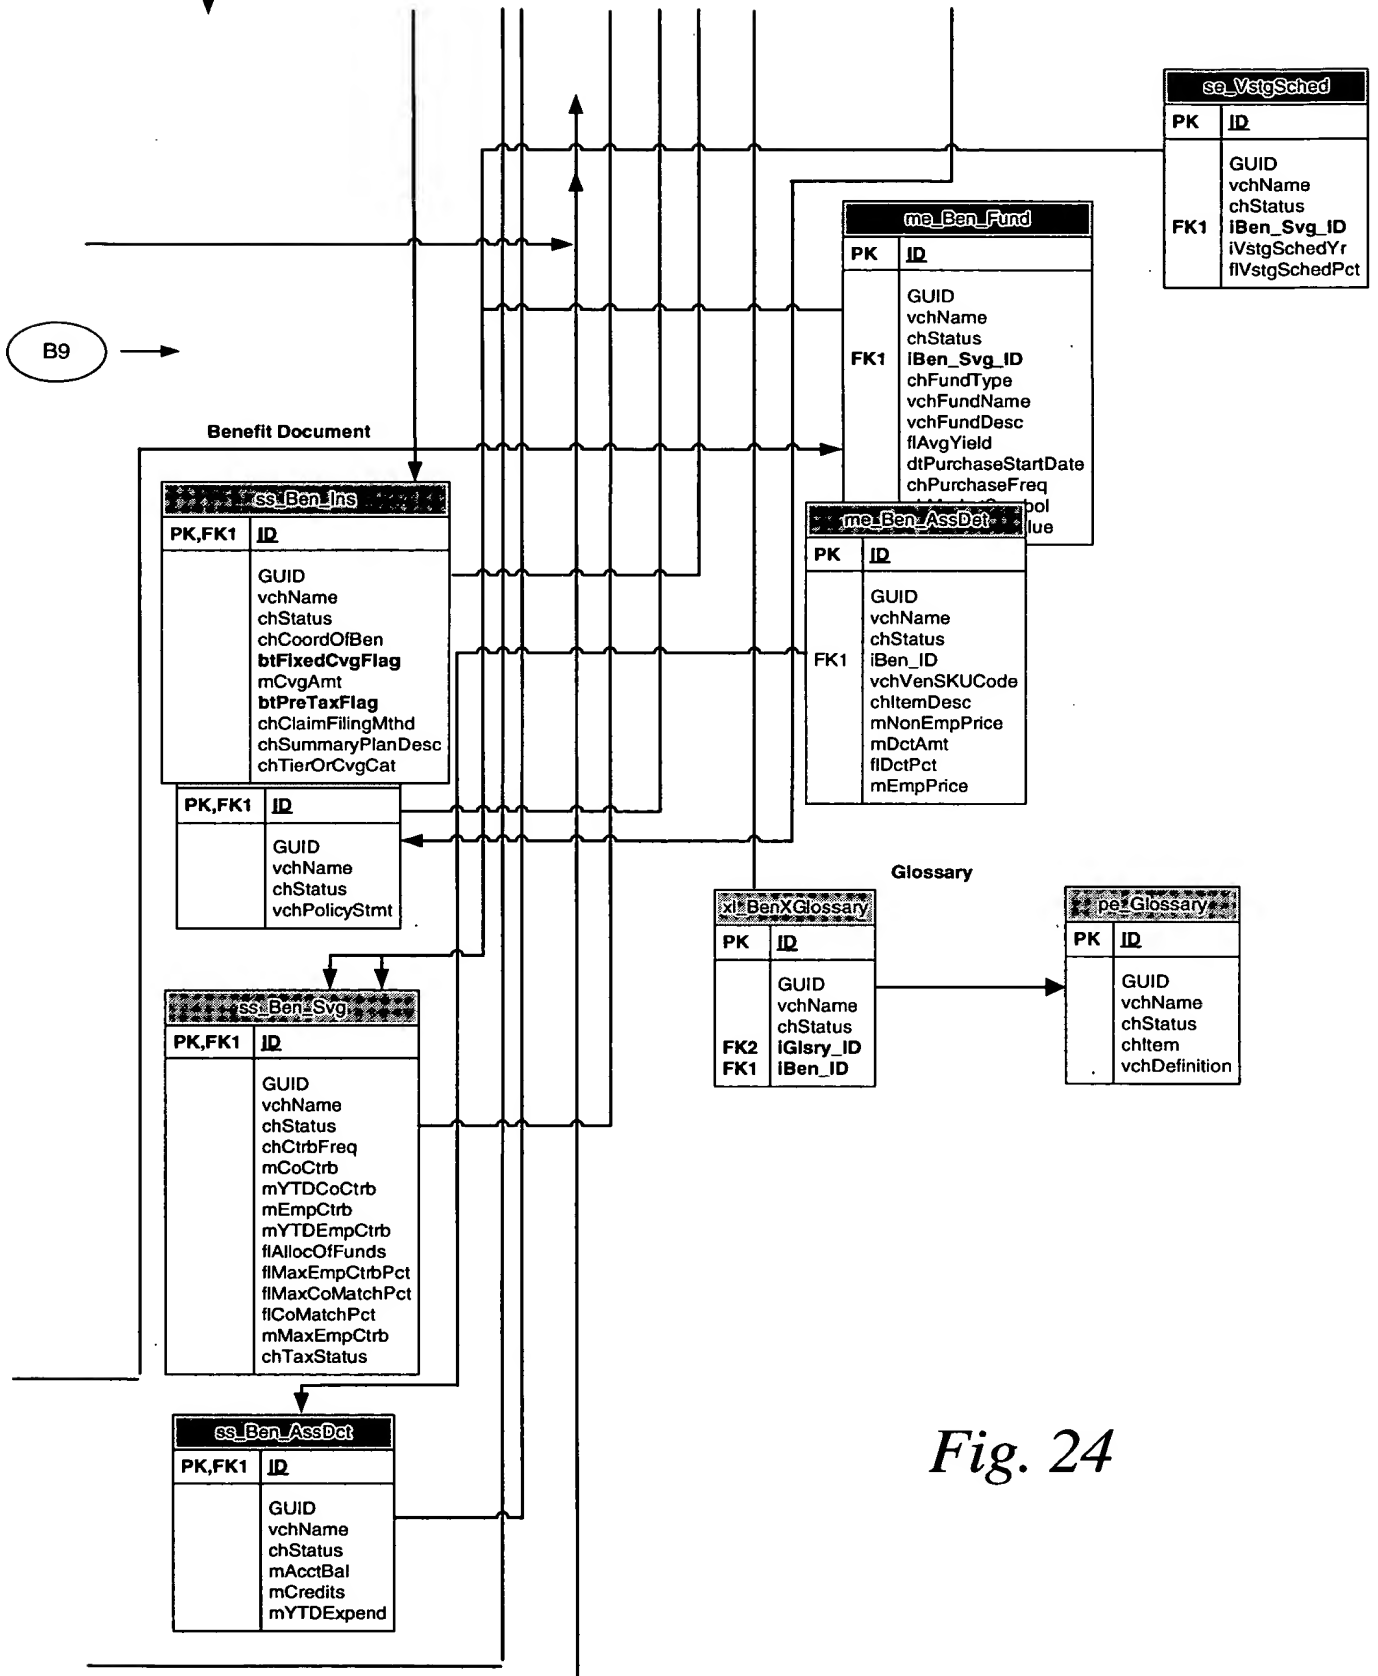 se_VstgSched
PK ID
GUID
vchName
chStatus
FK1 iBen_Svg_ID
iVstgSchedYr
flVstgSchedPct
me_Ben_Fund
PK ID
GUID
vchName
chStatus
FK1 iBen_Svg_ID
chFundType
vchFundName
vchFundDesc
flAvgYield
dtPurchaseStartDate
chPurchaseFreq
bol
lue
B9
Benefit Document
ss_Ben_Ins
PK,FK1 ID
GUID
vchName
chStatus
chCoordOfBen
btFixedCvgFlag
mCvgAmt
btPreTaxFlag
chClaimFilingMthd
chSummaryPlanDesc
chTierOrCvgCat
me_Ben_AssDet
PK ID
GUID
vchName
chStatus
FK1 iBen_ID
vchVenSKUCode
chItemDesc
mNonEmpPrice
mDctAmt
flDctPct
mEmpPrice
PK,FK1 ID
GUID
vchName
chStatus
vchPolicyStmt
Glossary
xl_BenXGlossary
PK ID
GUID
vchName
chStatus
FK2 iGlsry_ID
FK1 iBen_ID
pe_Glossary
PK ID
GUID
vchName
chStatus
chItem
vchDefinition
ss_Ben_Svg
PK,FK1 ID
GUID
vchName
chStatus
chCtrbFreq
mCoCtrb
mYTDCoCtrb
mEmpCtrb
mYTDEmpCtrb
flAllocOfFunds
flMaxEmpCtrbPct
flMaxCoMatchPct
flCoMatchPct
mMaxEmpCtrb
chTaxStatus
ss_Ben_AssDct
PK,FK1 ID
GUID
vchName
chStatus
mAcctBal
mCredits
mYTDExpend
Fig. 24